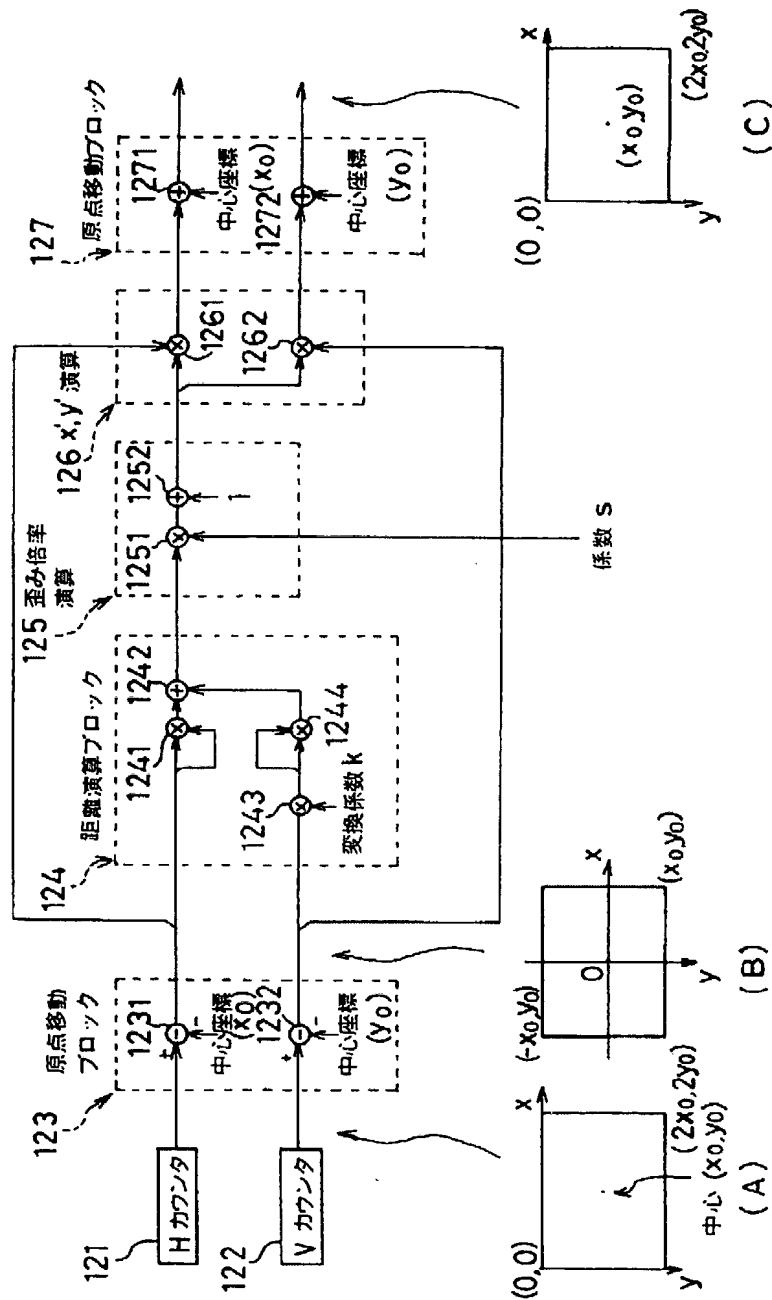 121
H カウンタ
122
V カウンタ
123
原点移動
ブロック
1231
+
-
中心座標
(x₀)
1232
+
-
中心座標
(y₀)
124
距離演算ブロック
1241
1242
1243
1244
変換係数 k
125 歪み倍率
演算
1251
1252
1
係数 s
126 x',y' 演算
1261
1262
127
原点移動ブロック
1271
中心座標
(x₀)
1272
中心座標
(y₀)
(0,0)
x
y
中心 (x₀,y₀)
(2x₀,2y₀)
(A)
(-x₀,y₀)
x
0
y
(x₀,y₀)
(B)
(0,0)
x
y
(x₀,y₀)
(2x₀,2y₀)
(C)